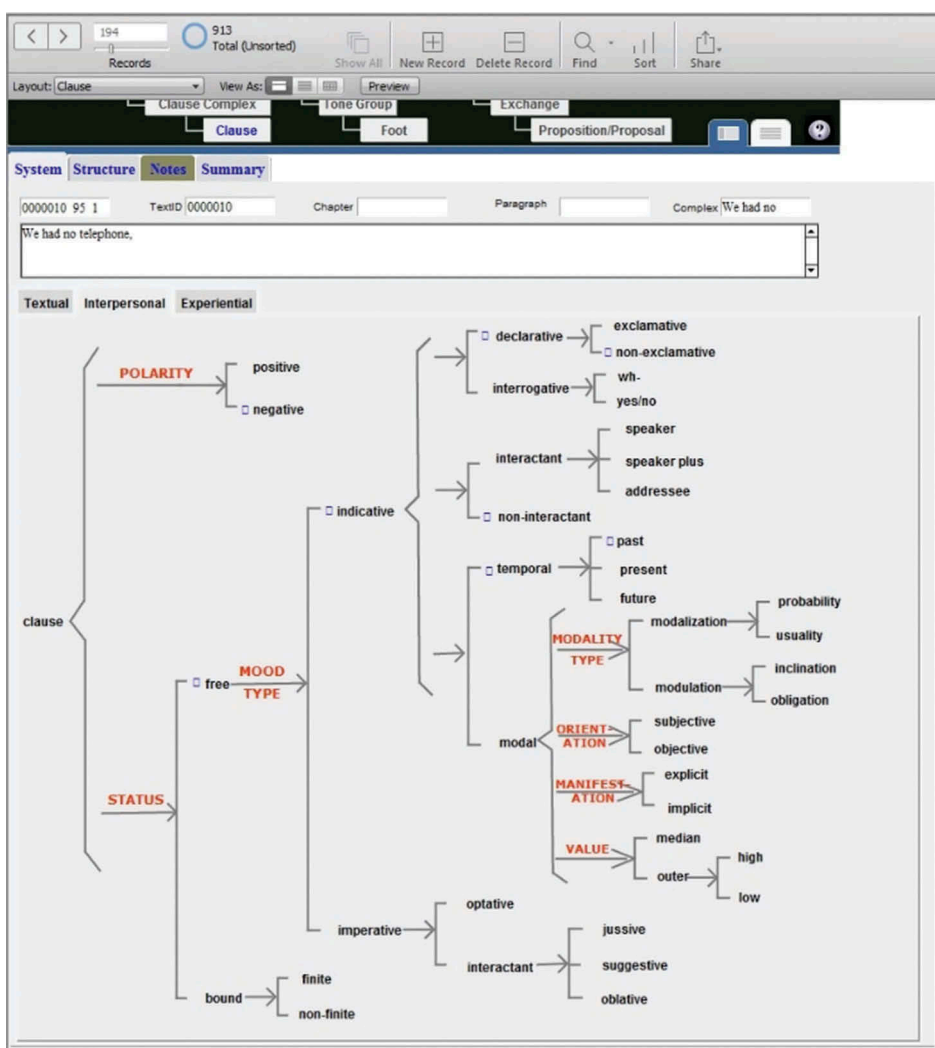 194
913
Total (Unsorted)
Records
Show All
New Record
Delete Record
Find
Sort
Share
Layout: Clause
View As:
Preview
Clause Complex
Tone Group
Exchange
Clause
Foot
Proposition/Proposal
?
System
Structure
Notes
Summary
0000010 95 1
TextID 0000010
Chapter
Paragraph
Complex We had no
We had no telephone,
Textual
Interpersonal
Experiential
clause
POLARITY
positive
negative
STATUS
free
bound
finite
non-finite
MOOD
TYPE
indicative
imperative
declarative
exclamative
non-exclamative
interrogative
wh-
yes/no
interactant
speaker
speaker plus
addressee
non-interactant
temporal
past
present
future
modal
MODALITY
TYPE
modalization
probability
usuality
modulation
inclination
obligation
ORIENT-
ATION
subjective
objective
MANIFEST-
ATION
explicit
implicit
VALUE
median
outer
high
low
optative
interactant
jussive
suggestive
oblative